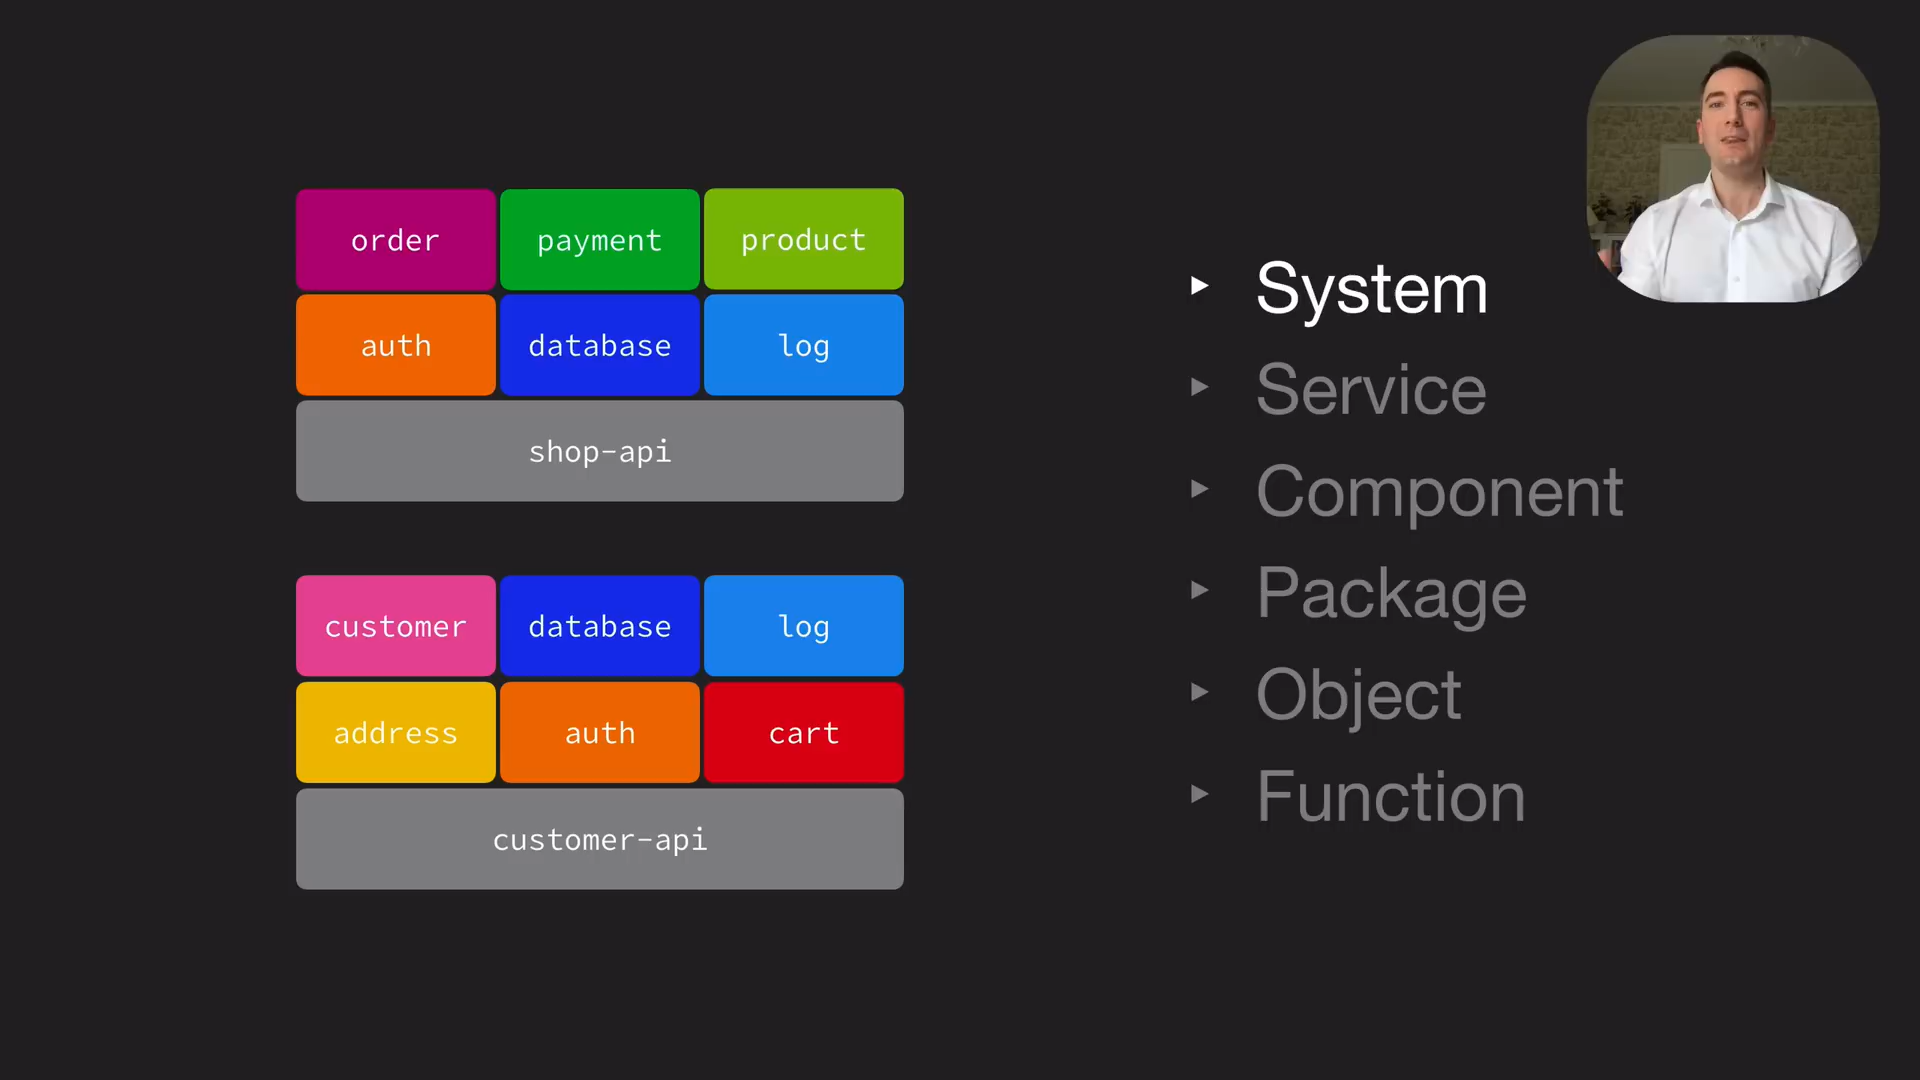 order payment product
auth database log
shop-api
customer database log
address auth cart
customer-api
System
Service
Component
Package
Object
Function